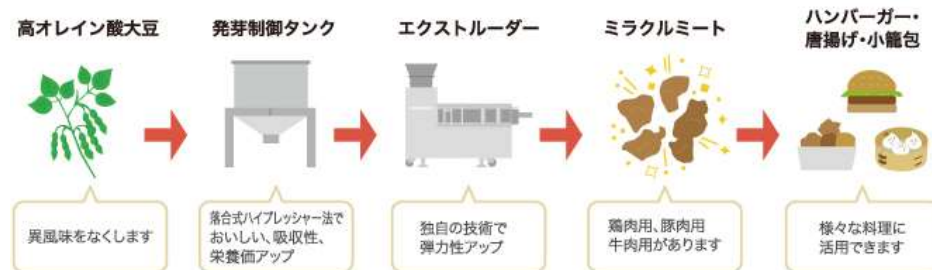 高オレイン酸大豆
発芽制御タンク
エクストルーダー
ミラクルミート
ハンバーガー・
唐揚げ・小籠包
異風味をなくします
落合式ハイプレッシャー法で
おいしい、吸収性、
栄養価アップ
独自の技術で
弾力性アップ
鶏肉用、豚肉用
牛肉用があります
様々な料理に
活用できます